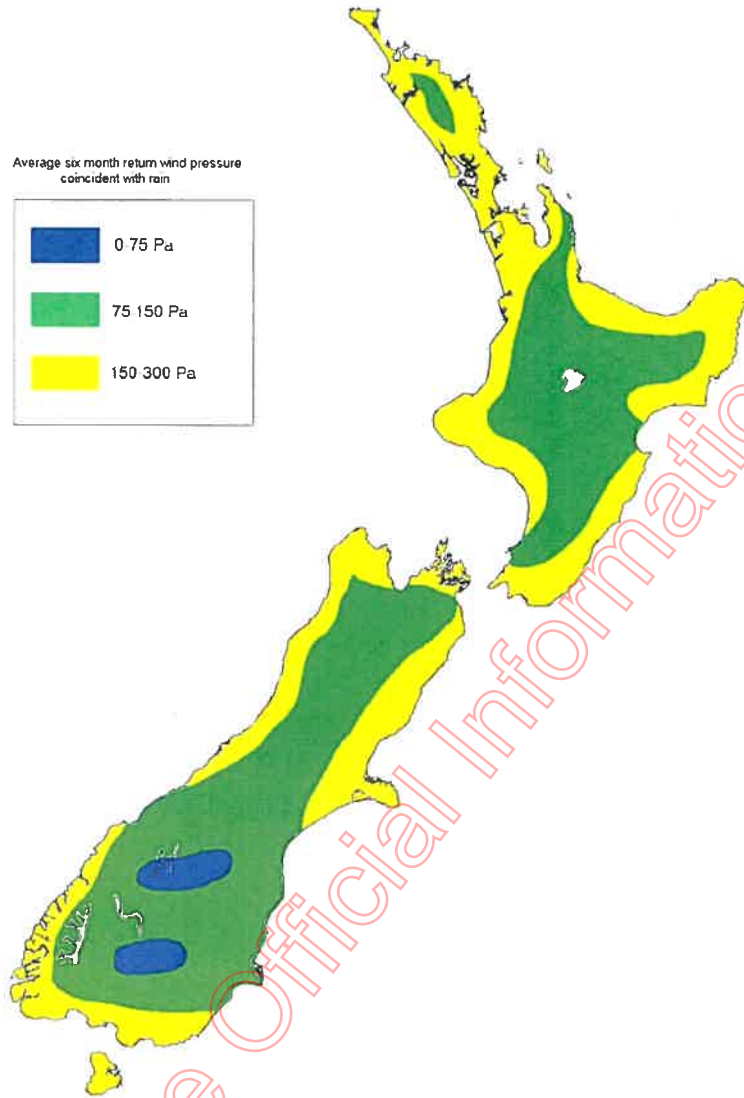 Average six month return wind pressure
coincident with rain
0-75 Pa
75-150 Pa
150-300 Pa
e Official Informatio